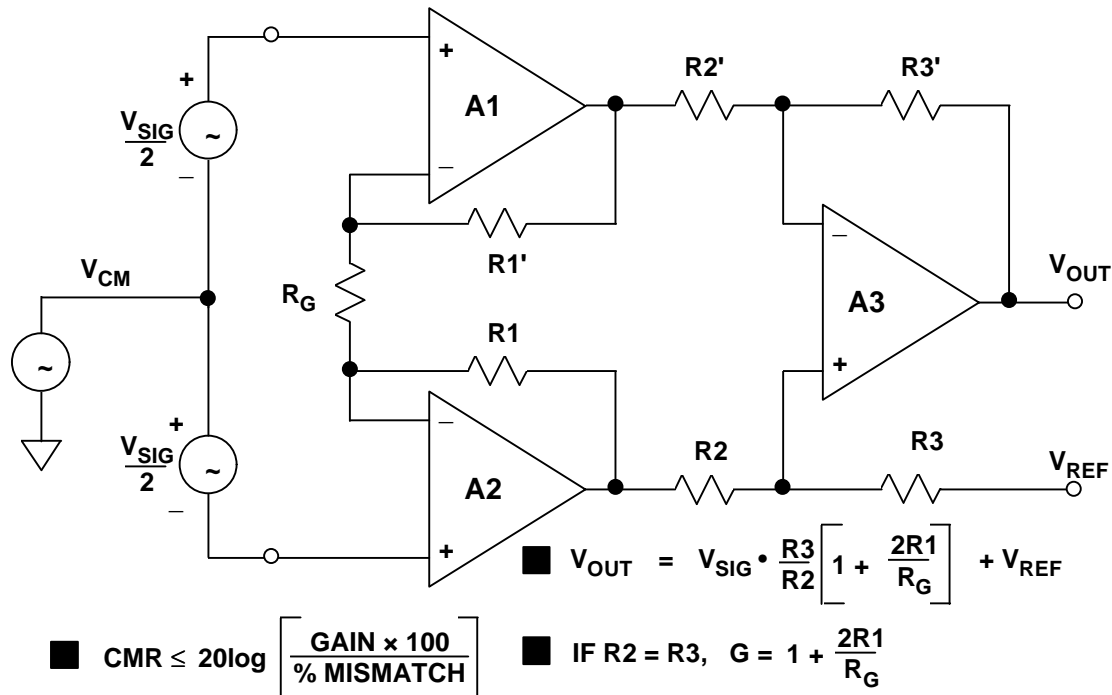 +
A1
−
R2'
R3'
+
V_SIG
2
~
−
R1'
R_G
V_CM
~
R1
−
A3
+
V_OUT
+
V_SIG
2
~
−
−
A2
+
R2
R3
V_REF
■ V_OUT = V_SIG • R3/R2 [1 + 2R1/R_G] + V_REF
■ CMR ≤ 20log [GAIN × 100 / % MISMATCH]
■ IF R2 = R3, G = 1 + 2R1/R_G